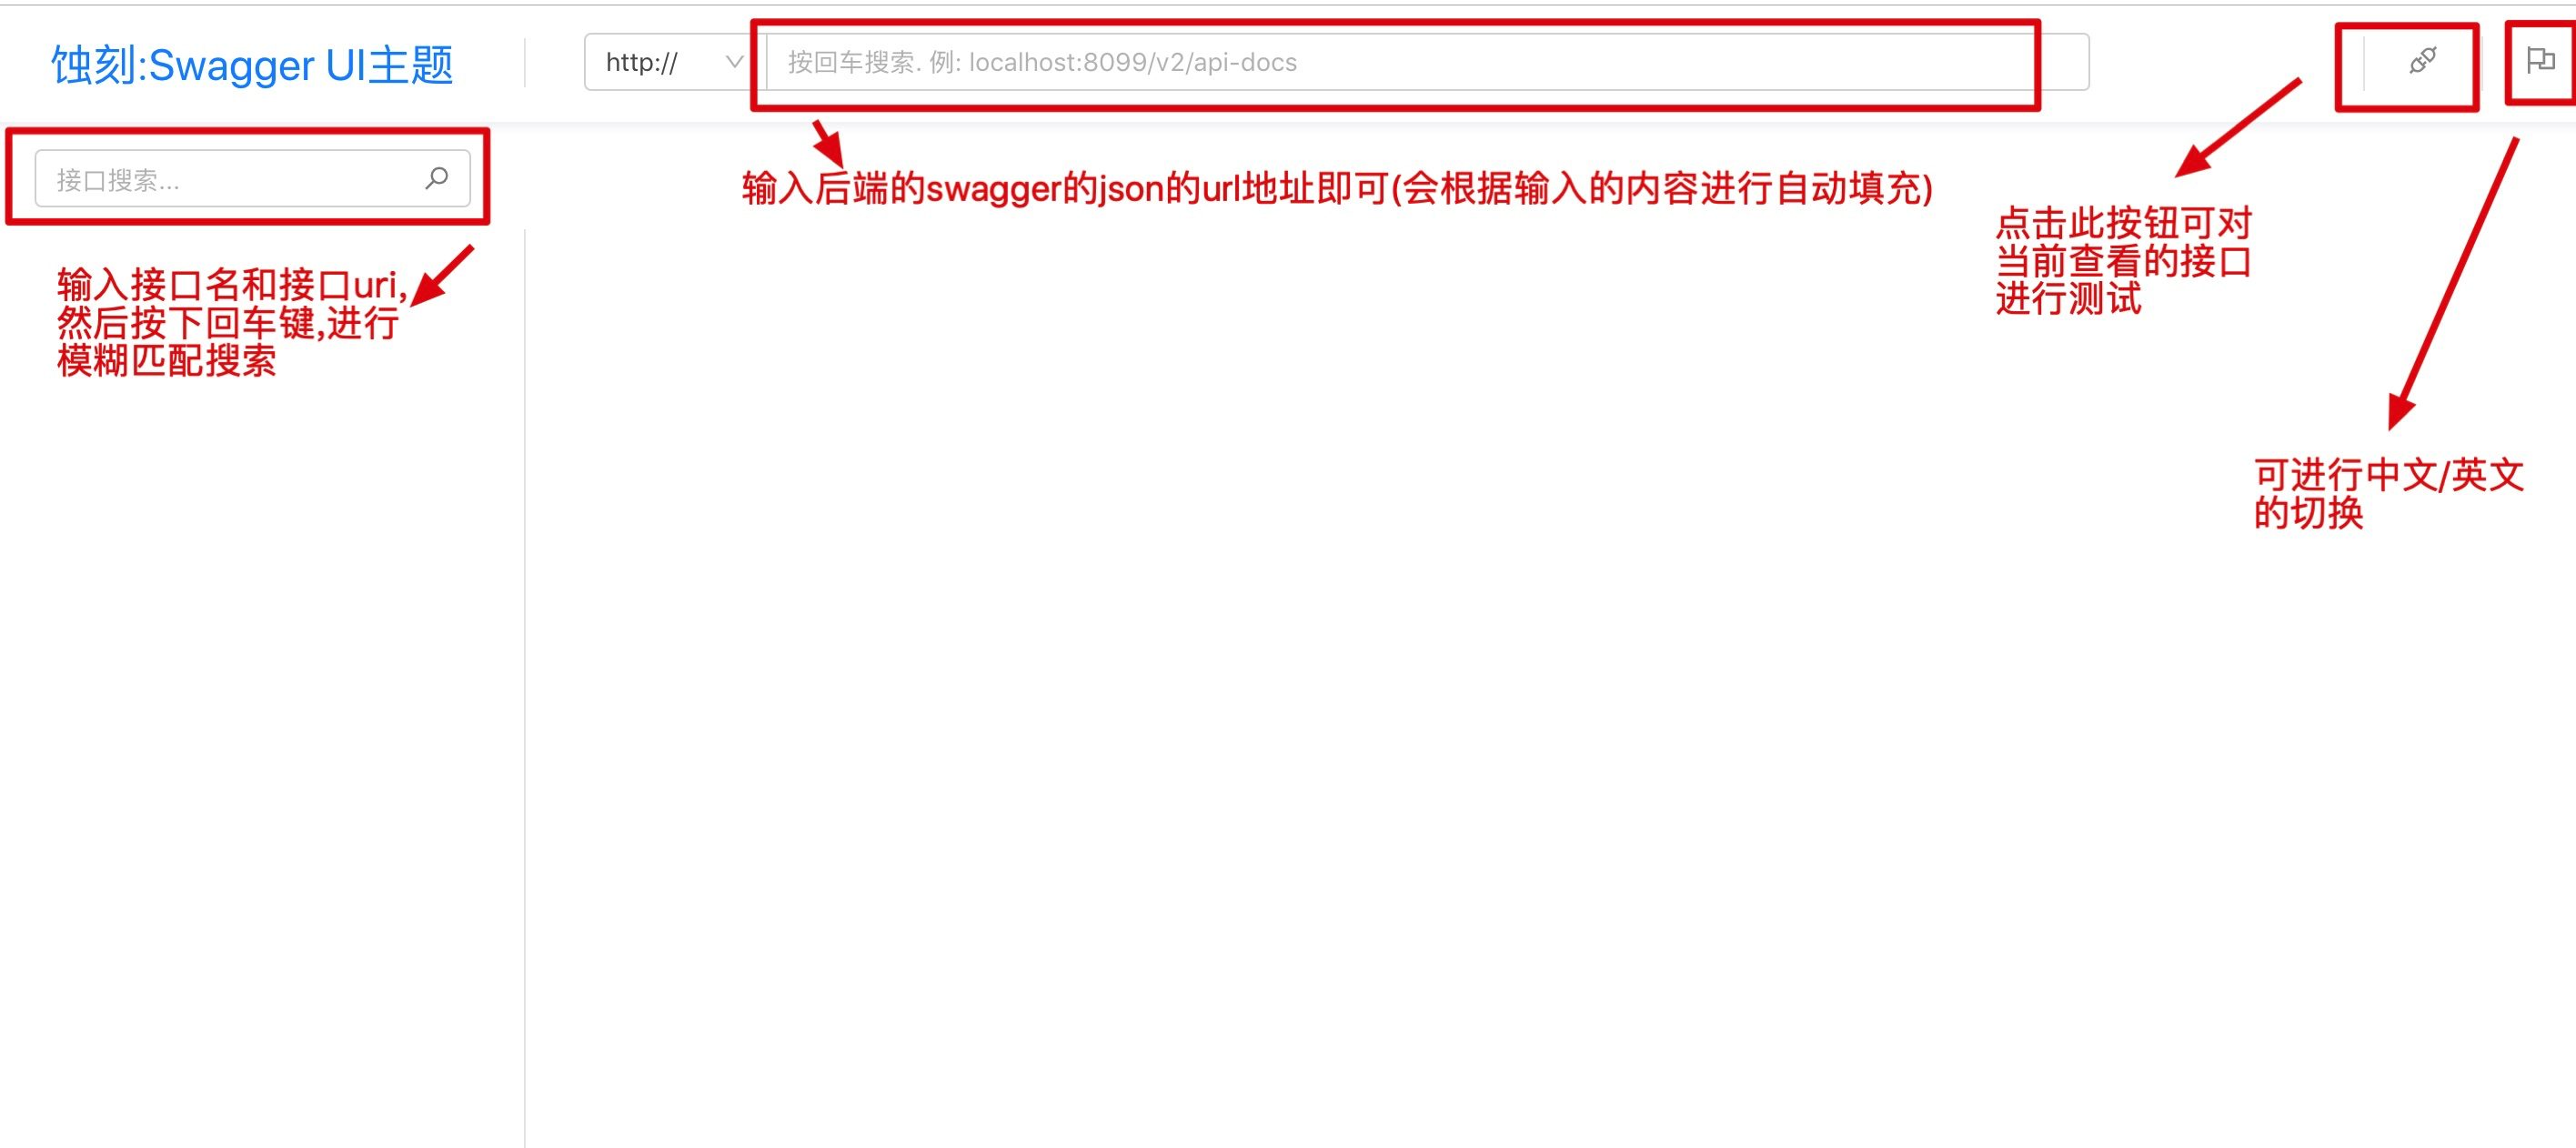 蚀刻:Swagger UI主题
http://
按回车搜索. 例: localhost:8099/v2/api-docs
接口搜索...
输入后端的swagger的json的url地址即可(会根据输入的内容进行自动填充)
点击此按钮可对
当前查看的接口
进行测试
输入接口名和接口uri,
然后按下回车键,进行
模糊匹配搜索
可进行中文/英文
的切换